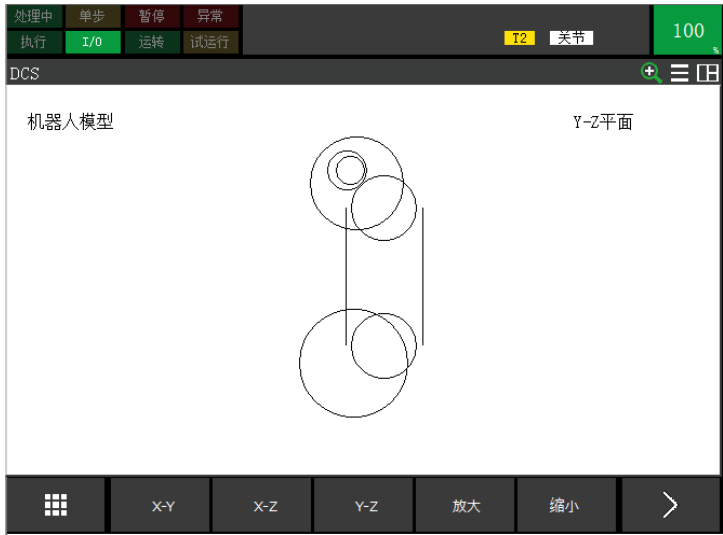 处理中 单步 暂停 异常
执行 I/O 运转 试运行 T2 关节 100 %
DCS
机器人模型 Y-Z平面
X-Y X-Z Y-Z 放大 缩小